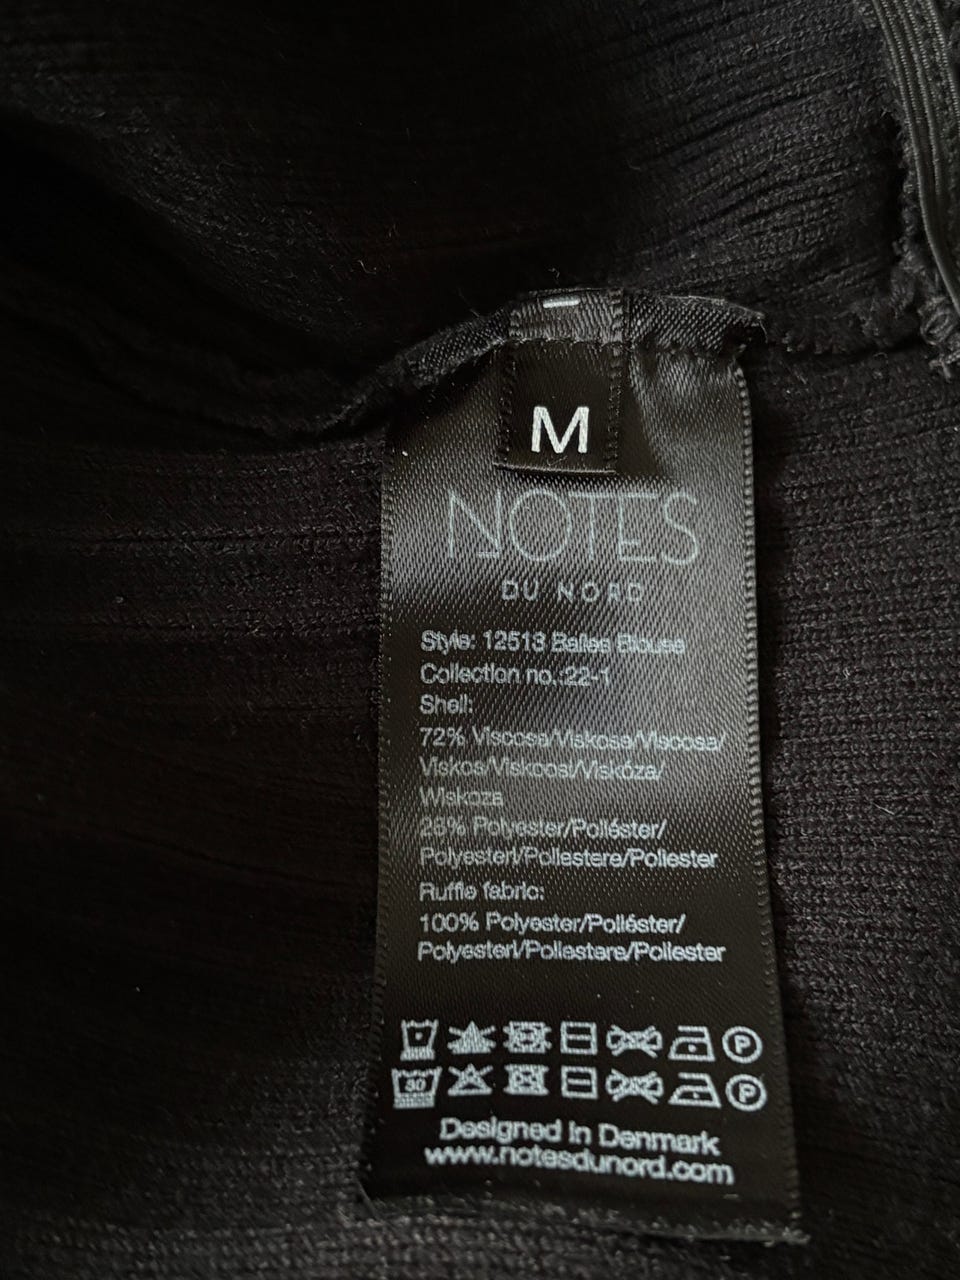 M
NOTES
DU NORD
Style: 12513 Bailee Blouse
Collection no.:22-1
Shell:
72% Viscose/Viskose/Viscosa/
Viskos/Viskoos/Viskóza/
Wiskoza
28% Polyester/Poliéster/
Polyesteri/Poliestere/Poliester
Ruffle fabric:
100% Polyester/Poliéster/
Polyesteri/Poliestere/Poliester
P
30 P
Designed in Denmark
www.notesdunord.com